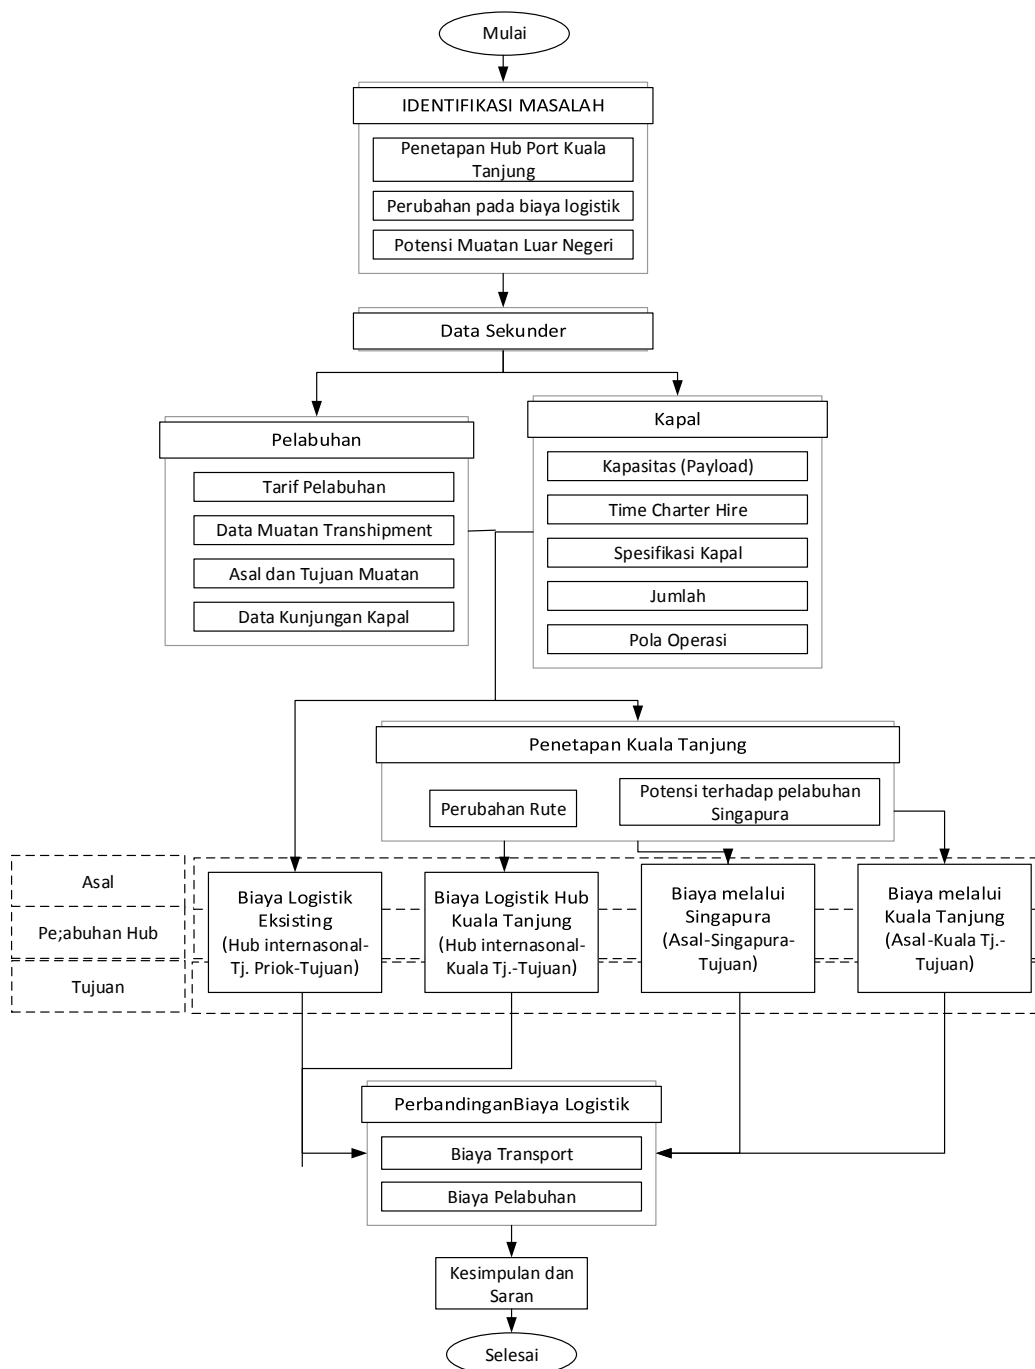 Mulai
IDENTIFIKASI MASALAH
Penetapan Hub Port Kuala
Tanjung
Perubahan pada biaya logistik
Potensi Muatan Luar Negeri
Data Sekunder
Pelabuhan
Tarif Pelabuhan
Data Muatan Transhipment
Asal dan Tujuan Muatan
Data Kunjungan Kapal
Kapal
Kapasitas (Payload)
Time Charter Hire
Spesifikasi Kapal
Jumlah
Pola Operasi
Penetapan Kuala Tanjung
Perubahan Rute
Potensi terhadap pelabuhan
Singapura
Asal
Pe;abuhan Hub
Tujuan
Biaya Logistik
Eksisting
(Hub internasonal-
Tj. Priok-Tujuan)
Biaya Logistik Hub
Kuala Tanjung
(Hub internasonal-
Kuala Tj.-Tujuan)
Biaya melalui
Singapura
(Asal-Singapura-
Tujuan)
Biaya melalui
Kuala Tanjung
(Asal-Kuala Tj.-
Tujuan)
PerbandinganBiaya Logistik
Biaya Transport
Biaya Pelabuhan
Kesimpulan dan
Saran
Selesai